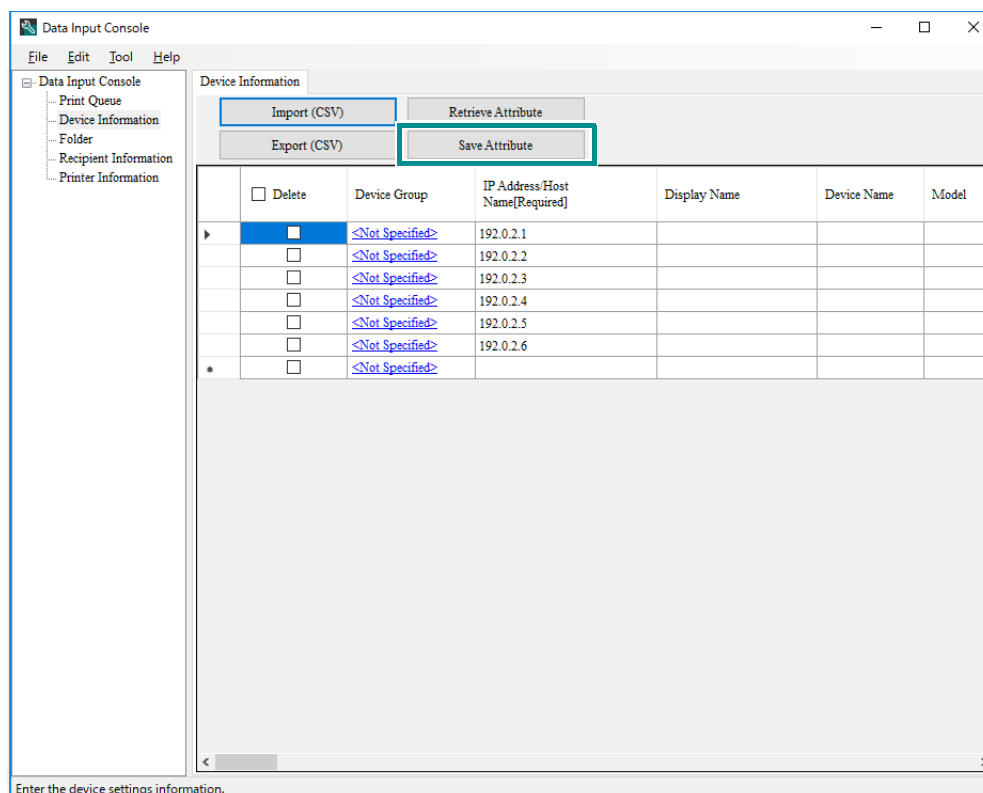 Data Input Console
File Edit Tool Help
Data Input Console
Print Queue
Device Information
Folder
Recipient Information
Printer Information
Device Information
Import (CSV) Retrieve Attribute
Export (CSV) Save Attribute
Delete Device Group IP Address/Host Name[Required] Display Name Device Name Model
<Not Specified> 192.0.2.1
<Not Specified> 192.0.2.2
<Not Specified> 192.0.2.3
<Not Specified> 192.0.2.4
<Not Specified> 192.0.2.5
<Not Specified> 192.0.2.6
<Not Specified>
Enter the device settings information.